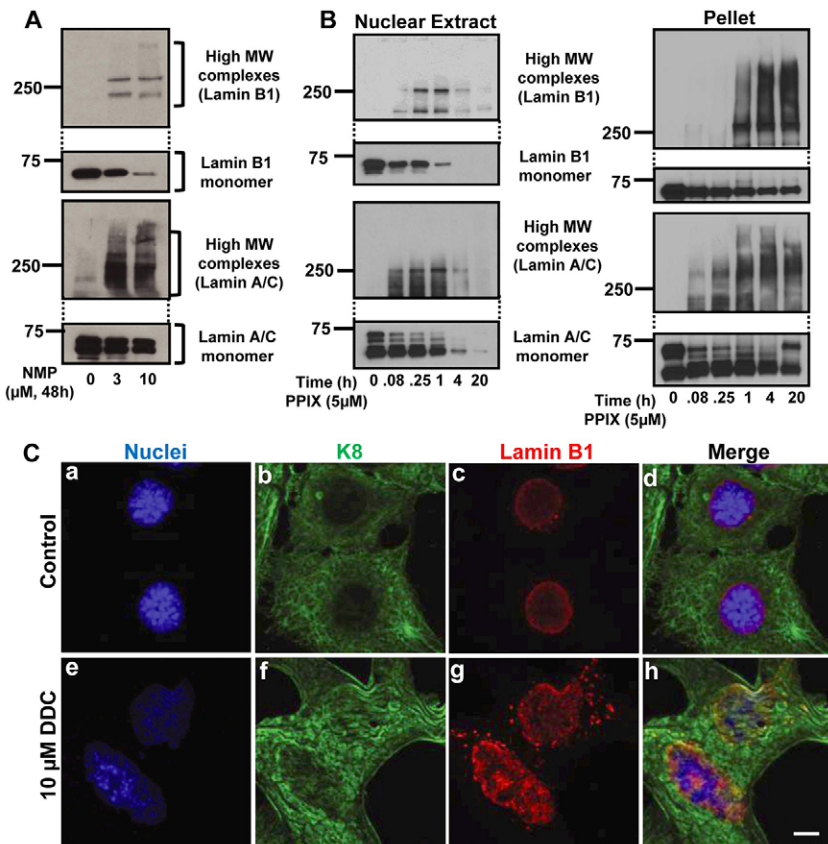 A
250
75
250
75
High MW
complexes
(Lamin B1)
Lamin B1
monomer
High MW
complexes
(Lamin A/C)
Lamin A/C
monomer
NMP
(µM, 48h)
0 3 10
B
Nuclear Extract
250
75
250
75
Time (h)
0 .08 .25 1 4 20
PPIX (5µM)
High MW
complexes
(Lamin B1)
Lamin B1
monomer
High MW
complexes
(Lamin A/C)
Lamin A/C
monomer
Pellet
250
75
250
75
Time (h)
0 .08 .25 1 4 20
PPIX (5µM)
C
Nuclei K8 Lamin B1 Merge
Control
a b c d
10 µM DDC
e f g h